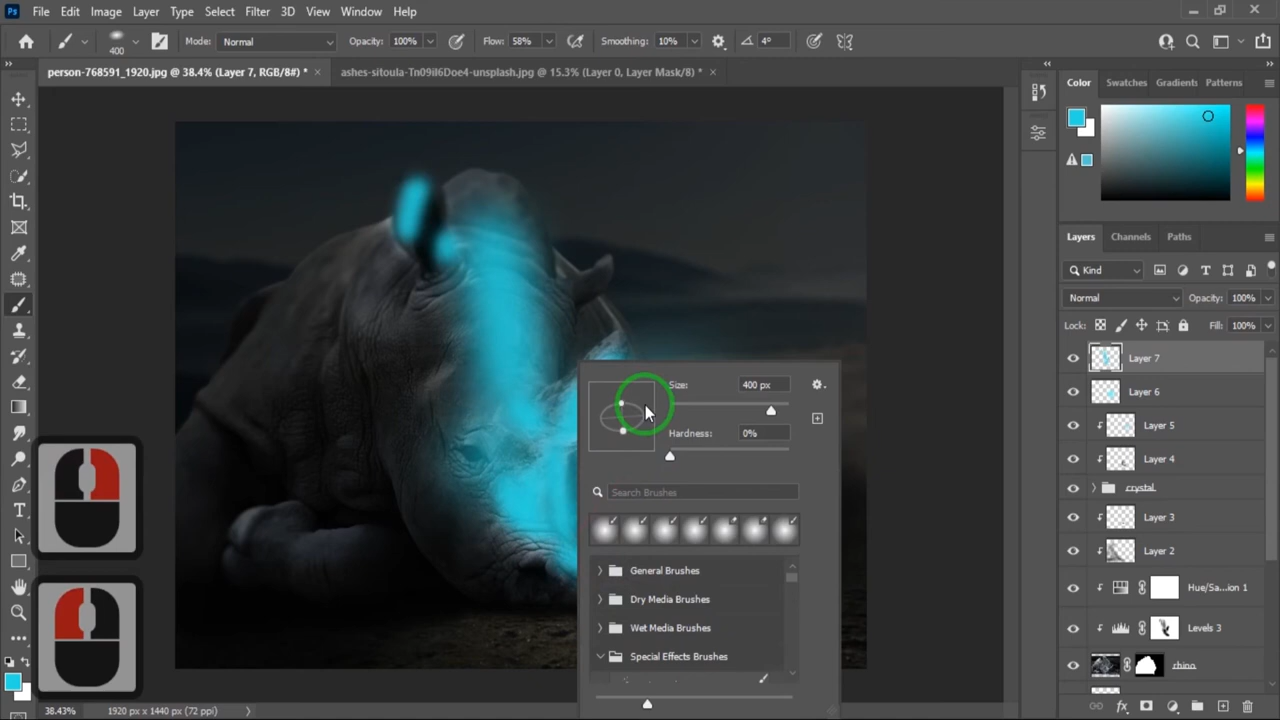 Ps File Edit Image Layer Type Select Filter 3D View Window Help
400 Mode: Normal Opacity: 100% Flow: 58% Smoothing: 10% 4°
person-768591_1920.jpg @ 38.4% (Layer 7, RGB/8#) * × ashes-sitoula-Tn09iI6Doe4-unsplash.jpg @ 15.3% (Layer 0, Layer Mask/8) * ×
Color Swatches Gradients Patterns
Layers Channels Paths
Kind
Normal Opacity: 100%
Lock: Fill: 100%
Layer 7
Layer 6
Layer 5
Layer 4
crystal
Layer 3
Layer 2
Hue/Sa...ion 1
Levels 3
rhino
Size: 400 px
Hardness: 0%
Search Brushes
General Brushes
Dry Media Brushes
Wet Media Brushes
Special Effects Brushes
38.43% 1920 px x 1440 px (72 ppi)